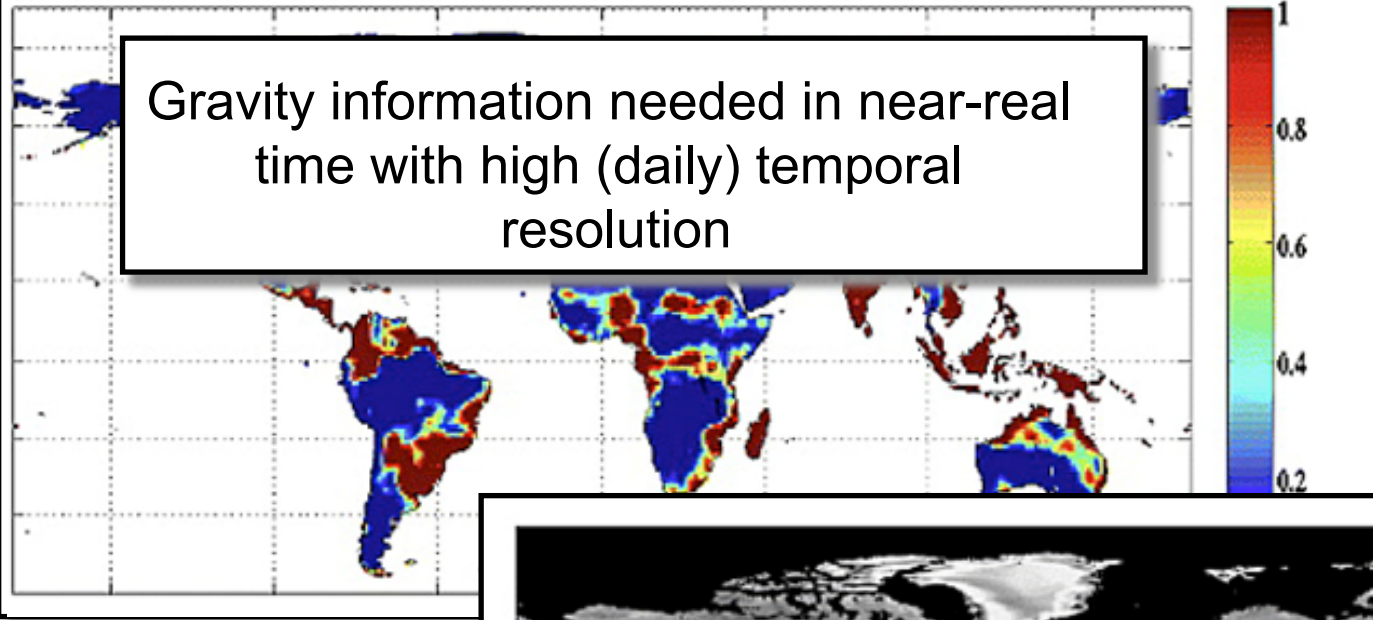 Gravity information needed in near-real
time with high (daily) temporal
resolution
1
0.8
0.6
0.4
0.2